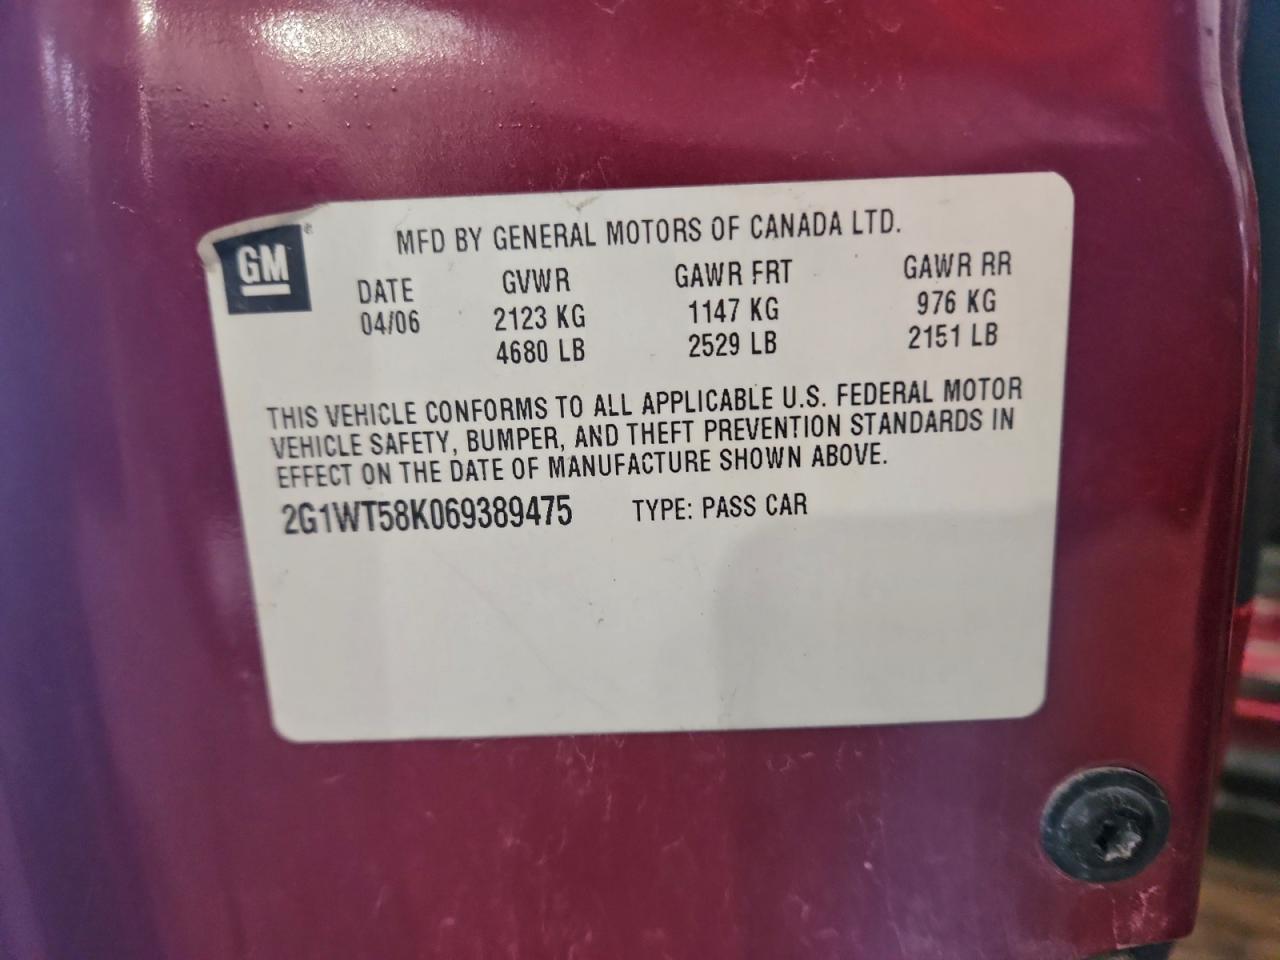 GM
MFD BY GENERAL MOTORS OF CANADA LTD.
DATE GVWR GAWR FRT GAWR RR
04/06 2123 KG 1147 KG 976 KG
4680 LB 2529 LB 2151 LB
THIS VEHICLE CONFORMS TO ALL APPLICABLE U.S. FEDERAL MOTOR
VEHICLE SAFETY, BUMPER, AND THEFT PREVENTION STANDARDS IN
EFFECT ON THE DATE OF MANUFACTURE SHOWN ABOVE.
2G1WT58K069389475 TYPE: PASS CAR